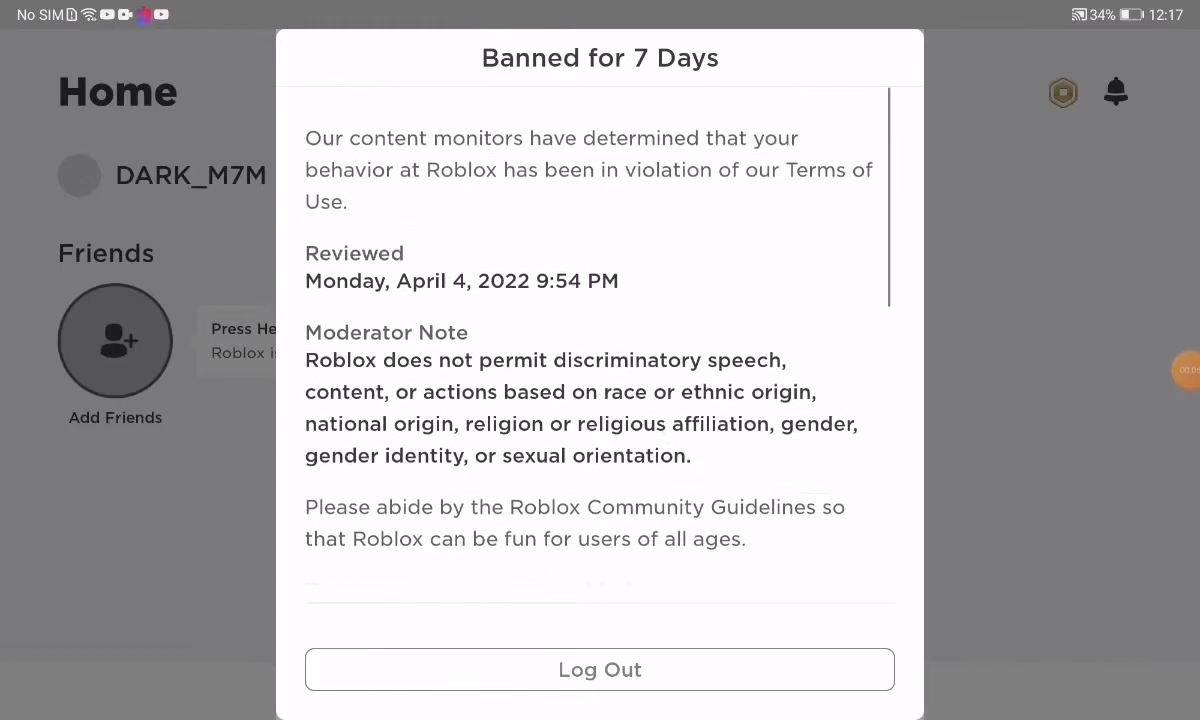 No SIM
34% 12:17
Banned for 7 Days
Home
DARK_M7M
Friends
Press He
Roblox i
Add Friends
Our content monitors have determined that your
behavior at Roblox has been in violation of our Terms of
Use.
Reviewed
Monday, April 4, 2022 9:54 PM
Moderator Note
Roblox does not permit discriminatory speech,
content, or actions based on race or ethnic origin,
national origin, religion or religious affiliation, gender,
gender identity, or sexual orientation.
Please abide by the Roblox Community Guidelines so
that Roblox can be fun for users of all ages.
Log Out